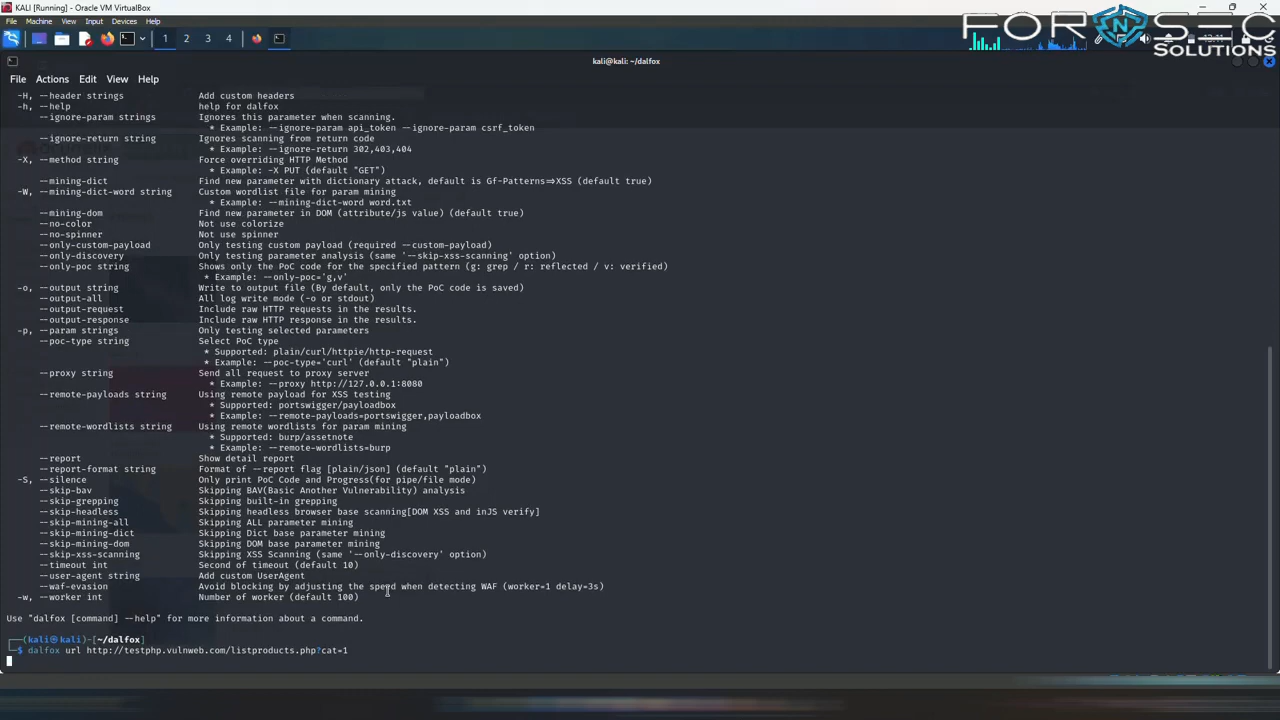 KALI [Running] - Oracle VM VirtualBox
File Machine View Input Devices Help
FORnSEC
SOLUTIONS
1 2 3 4
kali@kali: ~/dalfox
File Actions Edit View Help
-H, --header strings Add custom headers
-h, --help help for dalfox
--ignore-param strings Ignores this parameter when scanning.
* Example: --ignore-param api_token --ignore-param csrf_token
--ignore-return string Ignores scanning from return code
* Example: --ignore-return 302,403,404
-X, --method string Force overriding HTTP Method
* Example: -X PUT (default "GET")
--mining-dict Find new parameter with dictionary attack, default is Gf-Patterns=>XSS (default true)
-W, --mining-dict-word string Custom wordlist file for param mining
* Example: --mining-dict-word word.txt
--mining-dom Find new parameter in DOM (attribute/js value) (default true)
--no-color Not use colorize
--no-spinner Not use spinner
--only-custom-payload Only testing custom payload (required --custom-payload)
--only-discovery Only testing parameter analysis (same '--skip-xss-scanning' option)
--only-poc string Shows only the PoC code for the specified pattern (g: grep / r: reflected / v: verified)
* Example: --only-poc='g,v'
-o, --output string Write to output file (By default, only the PoC code is saved)
--output-all All log write mode (-o or stdout)
--output-request Include raw HTTP requests in the results.
--output-response Include raw HTTP response in the results.
-p, --param strings Only testing selected parameters
--poc-type string Select PoC type
* Supported: plain/curl/httpie/http-request
* Example: --poc-type='curl' (default "plain")
--proxy string Send all request to proxy server
* Example: --proxy http://127.0.0.1:8080
--remote-payloads string Using remote payload for XSS testing
* Supported: portswigger/payloadbox
* Example: --remote-payloads=portswigger,payloadbox
--remote-wordlists string Using remote wordlists for param mining
* Supported: burp/assetnote
* Example: --remote-wordlists=burp
--report Show detail report
--report-format string Format of --report flag [plain/json] (default "plain")
-S, --silence Only print PoC Code and Progress(for pipe/file mode)
--skip-bav Skipping BAV(Basic Another Vulnerability) analysis
--skip-grepping Skipping built-in grepping
--skip-headless Skipping headless browser base scanning[DOM XSS and inJS verify]
--skip-mining-all Skipping ALL parameter mining
--skip-mining-dict Skipping Dict base parameter mining
--skip-mining-dom Skipping DOM base parameter mining
--skip-xss-scanning Skipping XSS Scanning (same '--only-discovery' option)
--timeout int Second of timeout (default 10)
--user-agent string Add custom UserAgent
--waf-evasion Avoid blocking by adjusting the speed when detecting WAF (worker=1 delay=3s)
-w, --worker int Number of worker (default 100)
Use "dalfox [command] --help" for more information about a command.
(kali㉿kali)-[~/dalfox]
$ dalfox url http://testphp.vulnweb.com/listproducts.php?cat=1